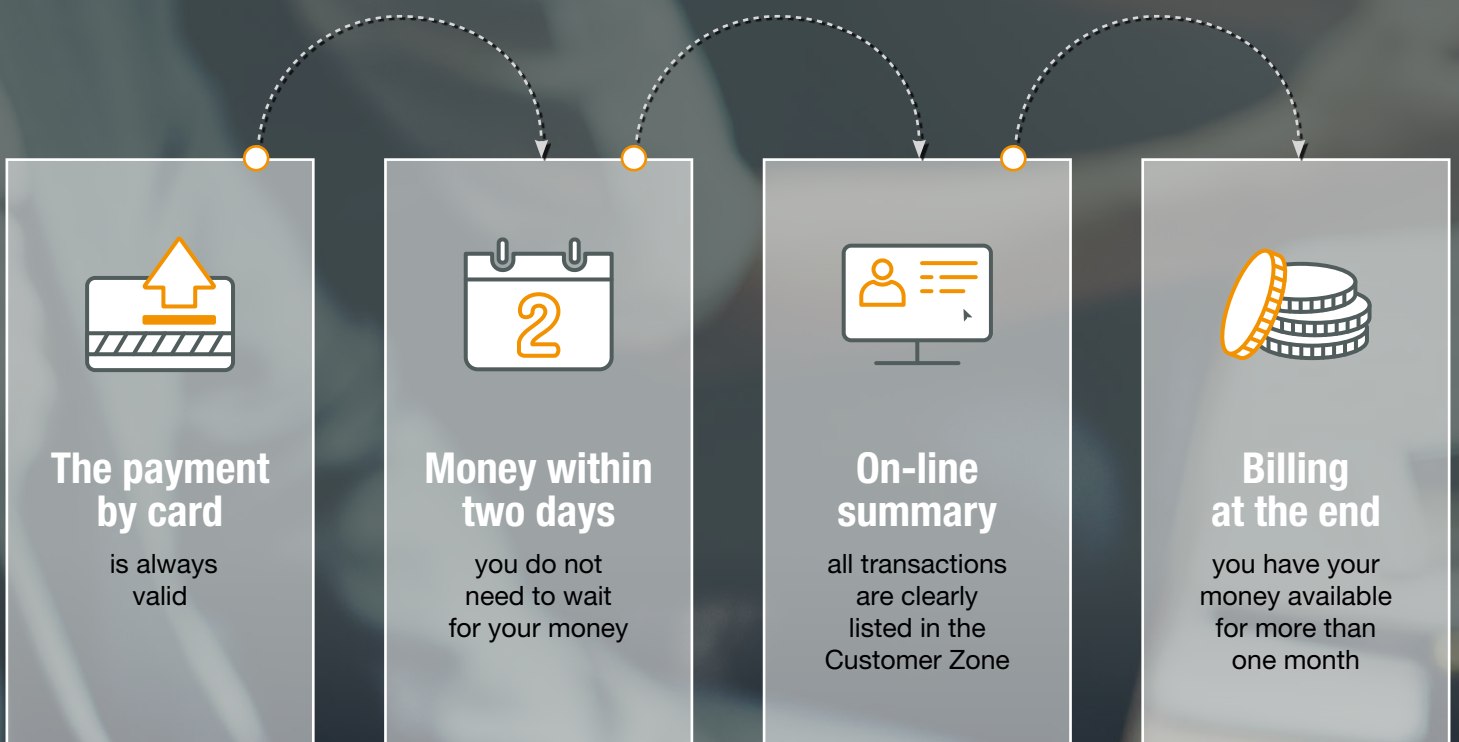 2
The payment
by card
is always
valid
Money within
two days
you do not
need to wait
for your money
On-line
summary
all transactions
are clearly
listed in the
Customer Zone
Billing
at the end
you have your
money available
for more than
one month